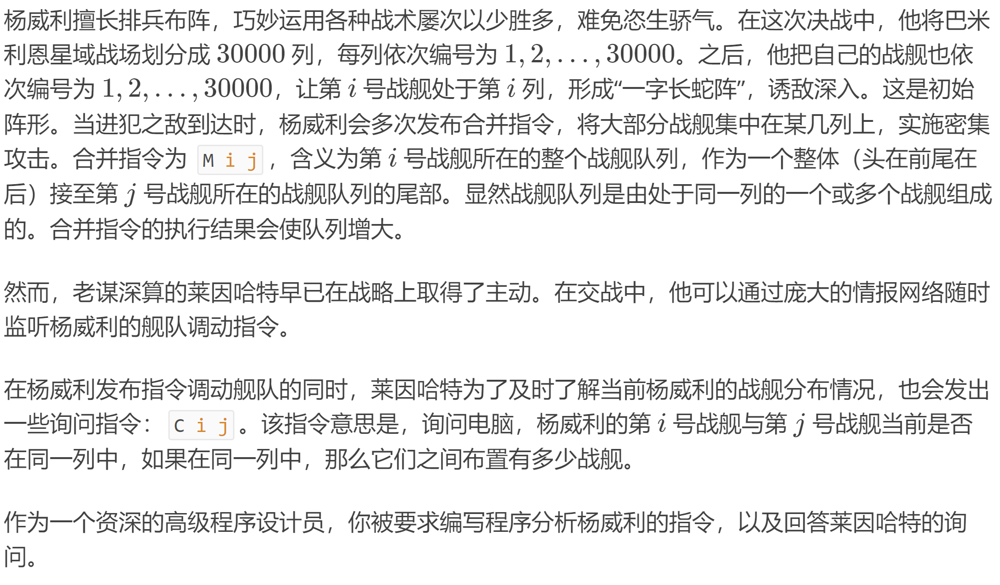 杨威利擅长排兵布阵，巧妙运用各种战术屡次以少胜多，难免恣生骄气。在这次决战中，他将巴米
利恩星域战场划分成 30000 列，每列依次编号为 1, 2, . . . , 30000。之后，他把自己的战舰也依
次编号为 1, 2, . . . , 30000，让第 i 号战舰处于第 i 列，形成“一字长蛇阵”，诱敌深入。这是初始
阵形。当进犯之敌到达时，杨威利会多次发布合并指令，将大部分战舰集中在某几列上，实施密集
攻击。合并指令为 M i j ，含义为第 i 号战舰所在的整个战舰队列，作为一个整体（头在前尾在
后）接至第 j 号战舰所在的战舰队列的尾部。显然战舰队列是由处于同一列的一个或多个战舰组成
的。合并指令的执行结果会使队列增大。
然而，老谋深算的莱因哈特早已在战略上取得了主动。在交战中，他可以通过庞大的情报网络随时
监听杨威利的舰队调动指令。
在杨威利发布指令调动舰队的同时，莱因哈特为了及时了解当前杨威利的战舰分布情况，也会发出
一些询问指令： C i j 。该指令意思是，询问电脑，杨威利的第 i 号战舰与第 j 号战舰当前是否
在同一列中，如果在同一列中，那么它们之间布置有多少战舰。
作为一个资深的高级程序设计员，你被要求编写程序分析杨威利的指令，以及回答莱因哈特的询
问。